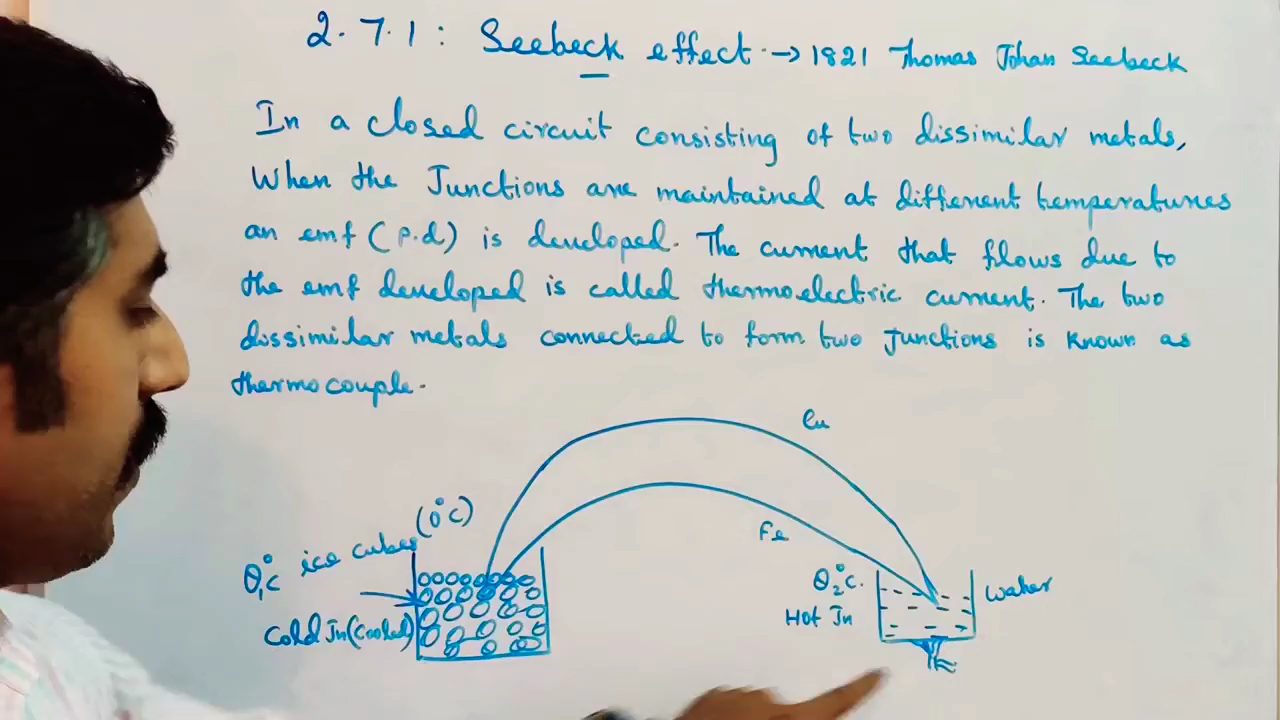 2.7.1: Seebeck effect → 1821 Thomas Johan Seebeck
In a closed circuit consisting of two dissimilar metals,
When the Junctions are maintained at different temperatures
an emf (p.d) is developed. The current that flows due to
the emf developed is called thermoelectric current. The two
dissimilar metals connected to form two junctions is known as
thermocouple.
Cu
Fe
ice cubes (0°C)
θ₁°C
Cold Jn (Cooled)
θ₂°C.
Hot Jn
water